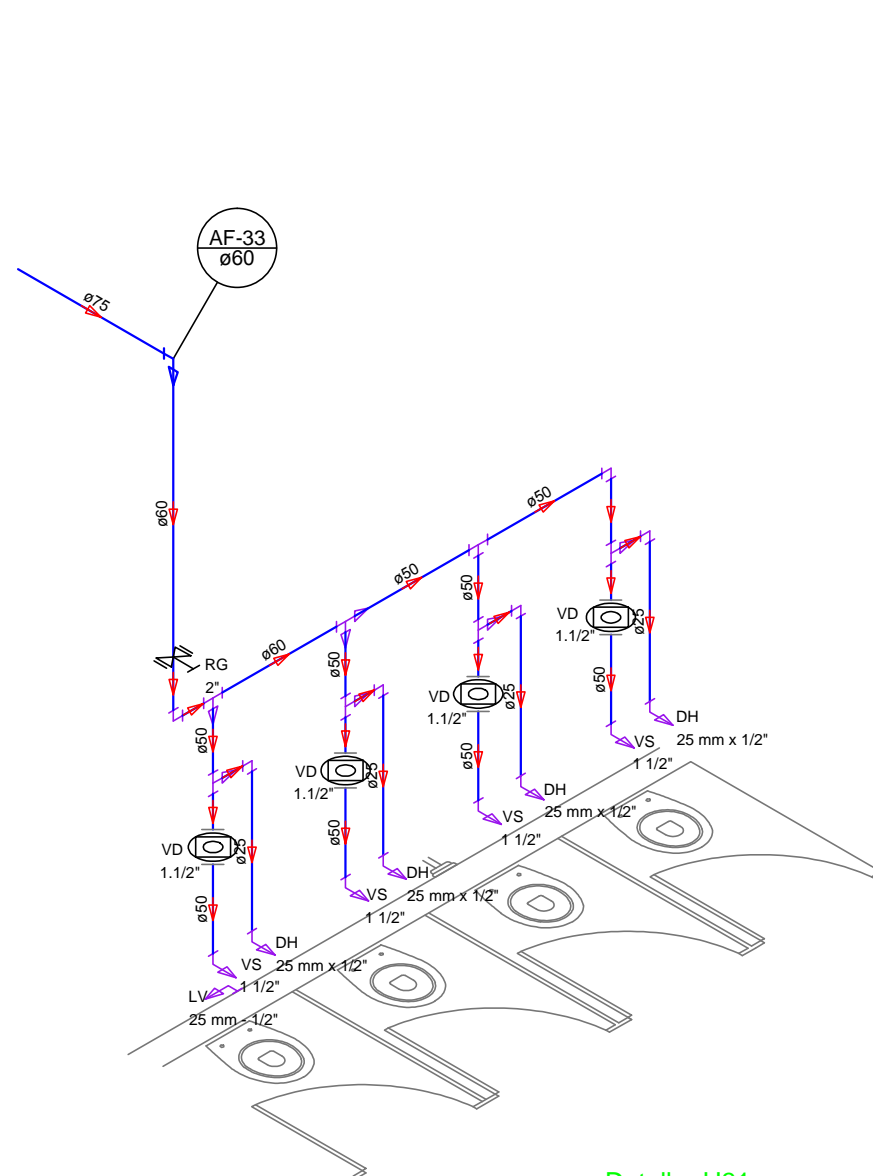 AF-33
ø60
ø75
ø60
RG
2"
ø60
ø50
ø50
ø50
VD
1.1/2"
ø25
ø50
DH
25 mm x 1/2"
VS
1 1/2"
ø50
VD
1.1/2"
ø25
ø50
DH
25 mm x 1/2"
VS
1 1/2"
ø50
VD
1.1/2"
ø25
ø50
DH
25 mm x 1/2"
VS
1 1/2"
VD
1.1/2"
ø25
ø50
DH
25 mm x 1/2"
VS
1 1/2"
LV
25 mm - 1/2"